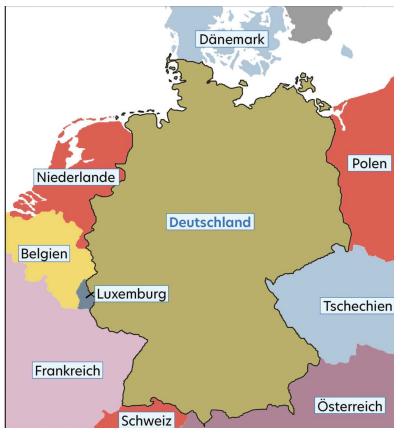 Dänemark
Niederlande
Polen
Deutschland
Belgien
Luxemburg
Tschechien
Frankreich
Österreich
Schweiz